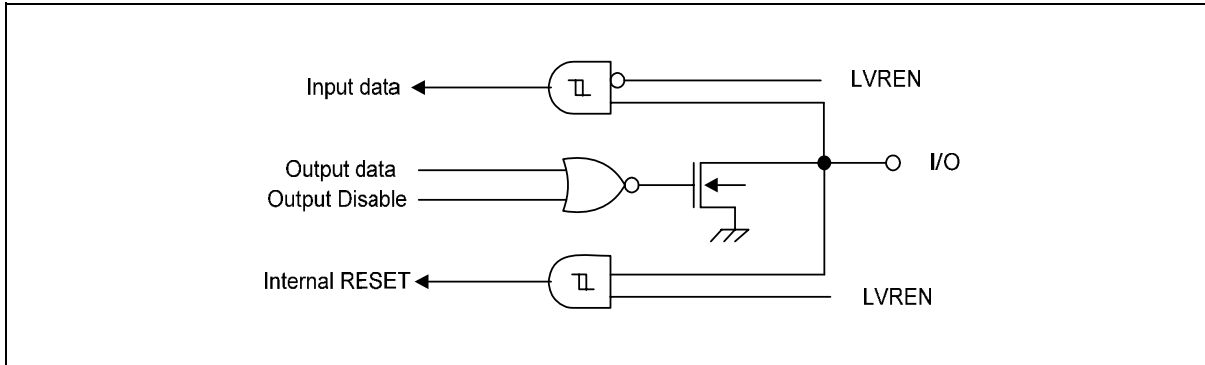 LVREN
Input data
Output data
I/O
Output Disable
Internal RESET
LVREN